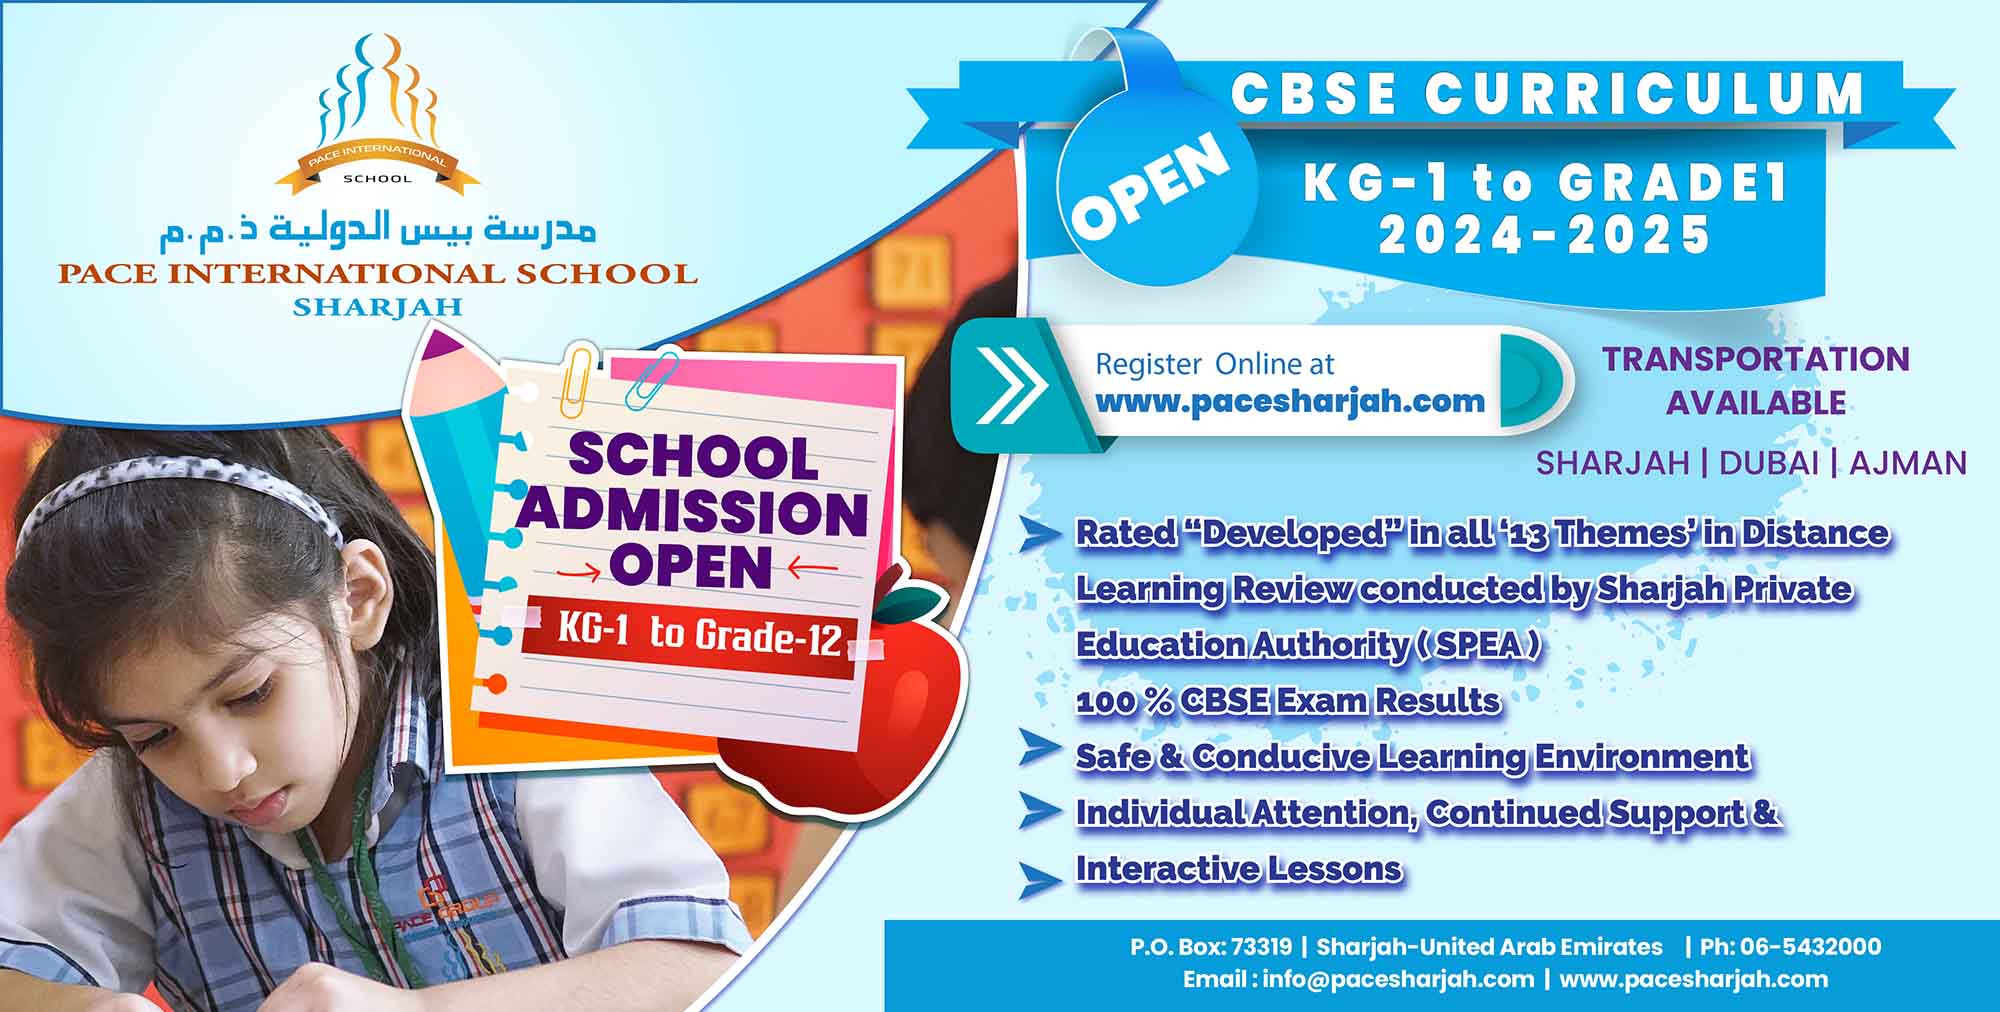 PACE INTERNATIONAL
SCHOOL
مدرسة بيس الدولية ذ.م.م
PACE INTERNATIONAL SCHOOL
SHARJAH
SCHOOL
ADMISSION
OPEN
KG-1 to Grade-12
PACE GROUP
OPEN
CBSE CURRICULUM
KG-1 to GRADE1
2024-2025
Register Online at
www.pacesharjah.com
TRANSPORTATION
AVAILABLE
SHARJAH | DUBAI | AJMAN
Rated “Developed” in all ‘13 Themes’ in Distance
Learning Review conducted by Sharjah Private
Education Authority ( SPEA )
100 % CBSE Exam Results
Safe & Conducive Learning Environment
Individual Attention, Continued Support &
Interactive Lessons
P.O. Box: 73319 | Sharjah-United Arab Emirates | Ph: 06-5432000
Email : info@pacesharjah.com | www.pacesharjah.com